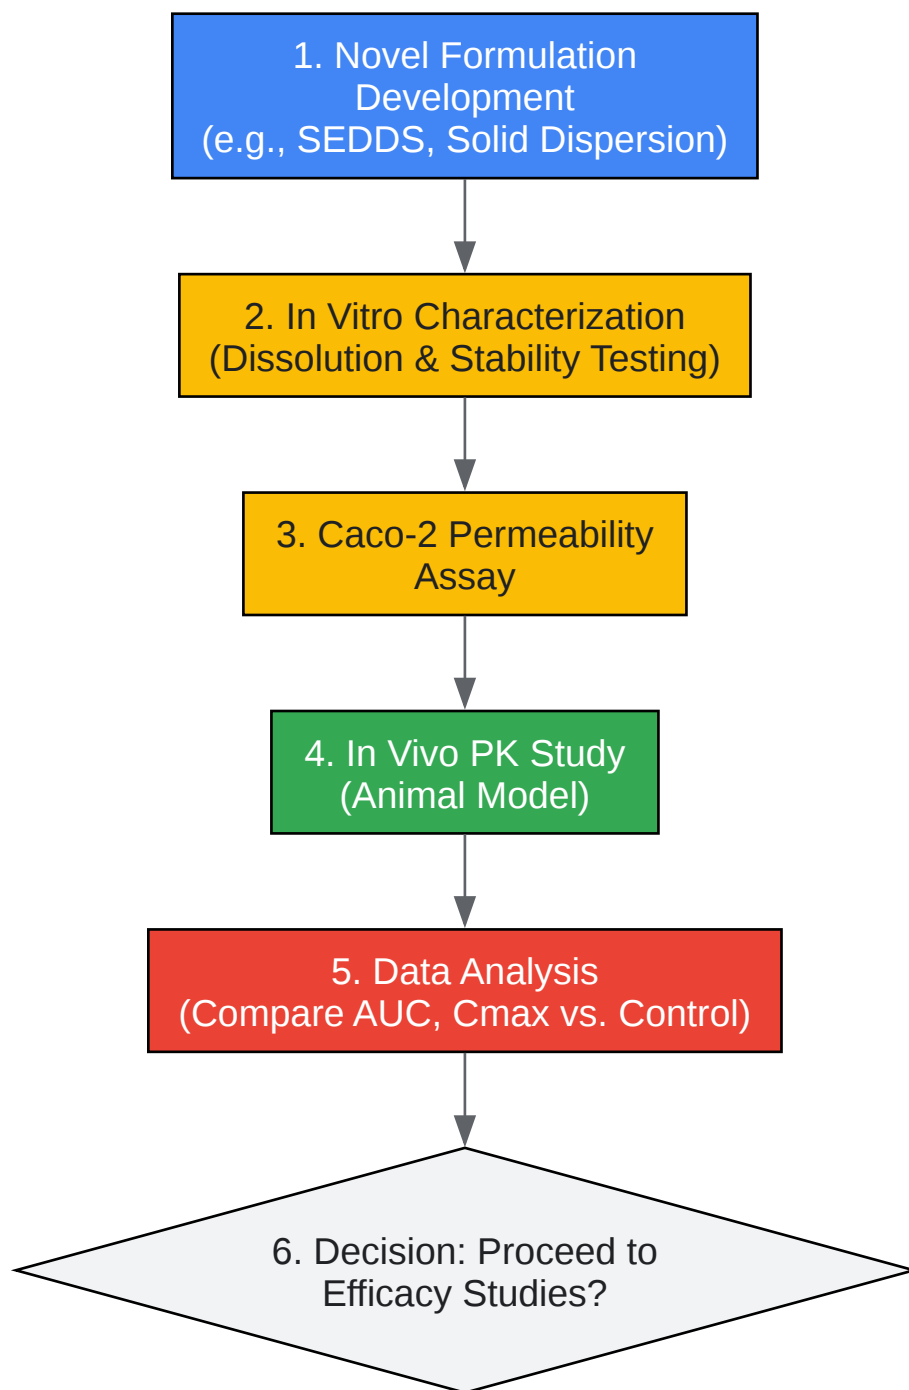 1. Novel Formulation
Development
(e.g., SEDDS, Solid Dispersion)
2. In Vitro Characterization
(Dissolution & Stability Testing)
3. Caco-2 Permeability
Assay
4. In Vivo PK Study
(Animal Model)
5. Data Analysis
(Compare AUC, Cmax vs. Control)
6. Decision: Proceed to
Efficacy Studies?